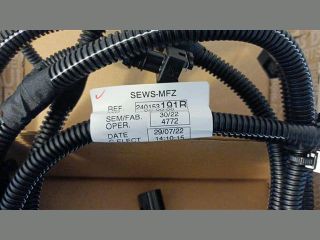 SEWS-MFZ
REF 240153191R
SEM/FAB. 30/22
OPER. 4772
DATE 29/07/22
14:10-15